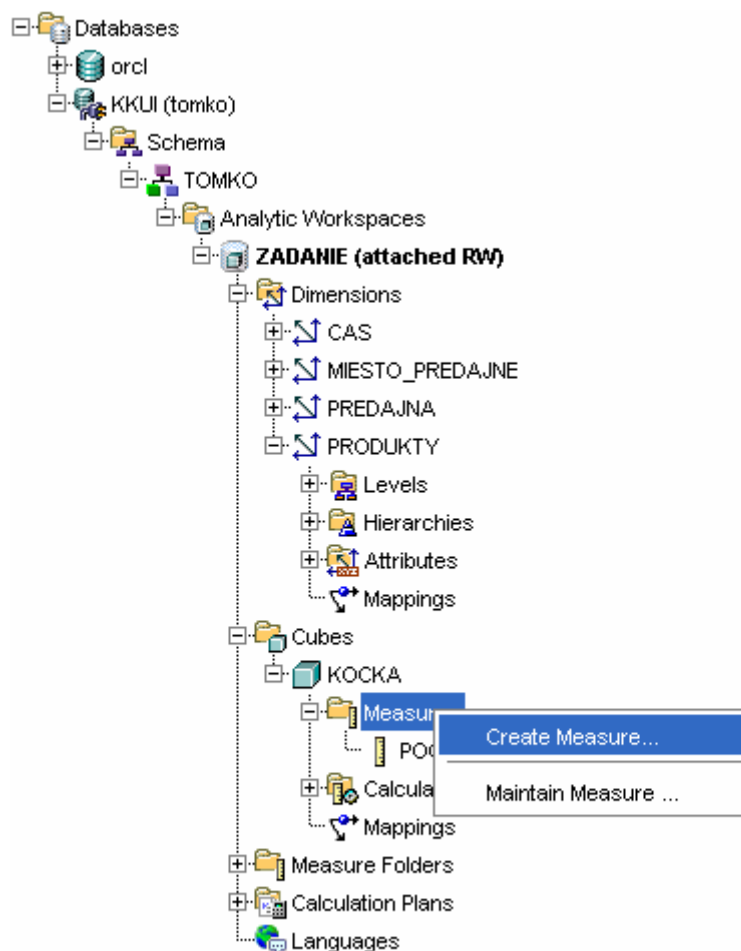 Databases
orcl
KKUI (tomko)
Schema
TOMKO
Analytic Workspaces
ZADANIE (attached RW)
Dimensions
CAS
MIESTO_PREDAJNE
PREDAJNA
PRODUKTY
Levels
Hierarchies
Attributes
Mappings
Cubes
KOCKA
Create Measure...
Maintain Measure ...
Mappings
Measure Folders
Calculation Plans
Languages